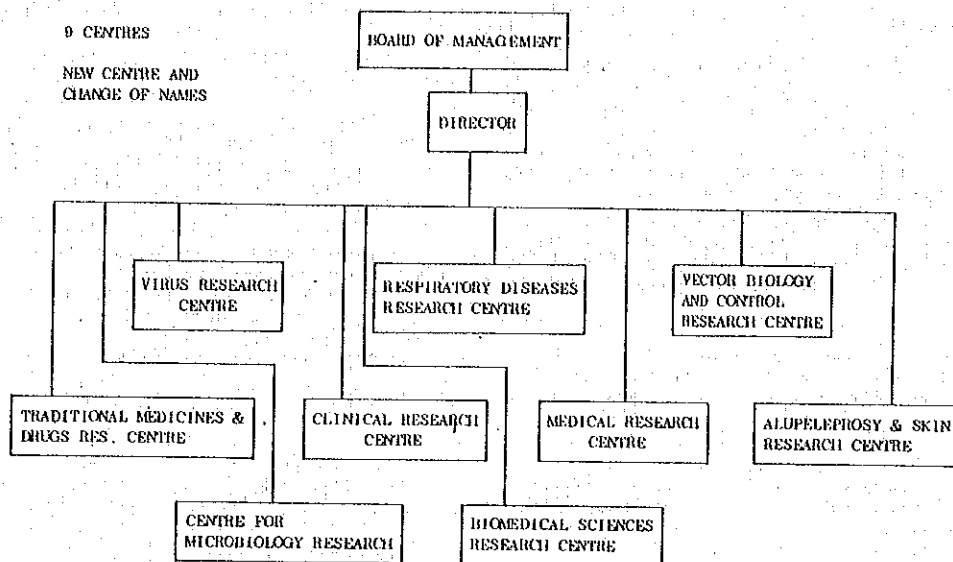 9 CENTRES
NEW CENTRE AND
CHANGE OF NAMES
BOARD OF MANAGEMENT
DIRECTOR
VIRUS RESEARCH
CENTRE
RESPIRATORY DISEASES
RESEARCH CENTRE
VECTOR BIOLOGY
AND CONTROL
RESEARCH CENTRE
TRADITIONAL MEDICINES &
DRUGS RES. CENTRE
CLINICAL RESEARCH
CENTRE
MEDICAL RESEARCH
CENTRE
ALUPELEPROSY & SKIN
RESEARCH CENTRE
CENTRE FOR
MICROBIOLOGY RESEARCH
BIOMEDICAL SCIENCES
RESEARCH CENTRE